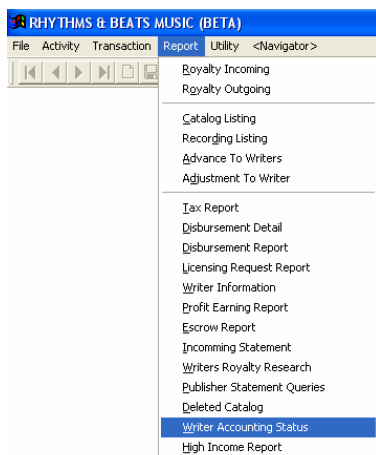 RHYTHMS & BEATS MUSIC (BETA)
File Activity Transaction Report Utility <Navigator>
Royalty Incoming
Royalty Outgoing
Catalog Listing
Recording Listing
Advance To Writers
Adjustment To Writer
Tax Report
Disbursement Detail
Disbursement Report
Licensing Request Report
Writer Information
Profit Earning Report
Escrow Report
Incomming Statement
Writers Royalty Research
Publisher Statement Queries
Deleted Catalog
Writer Accounting Status
High Income Report